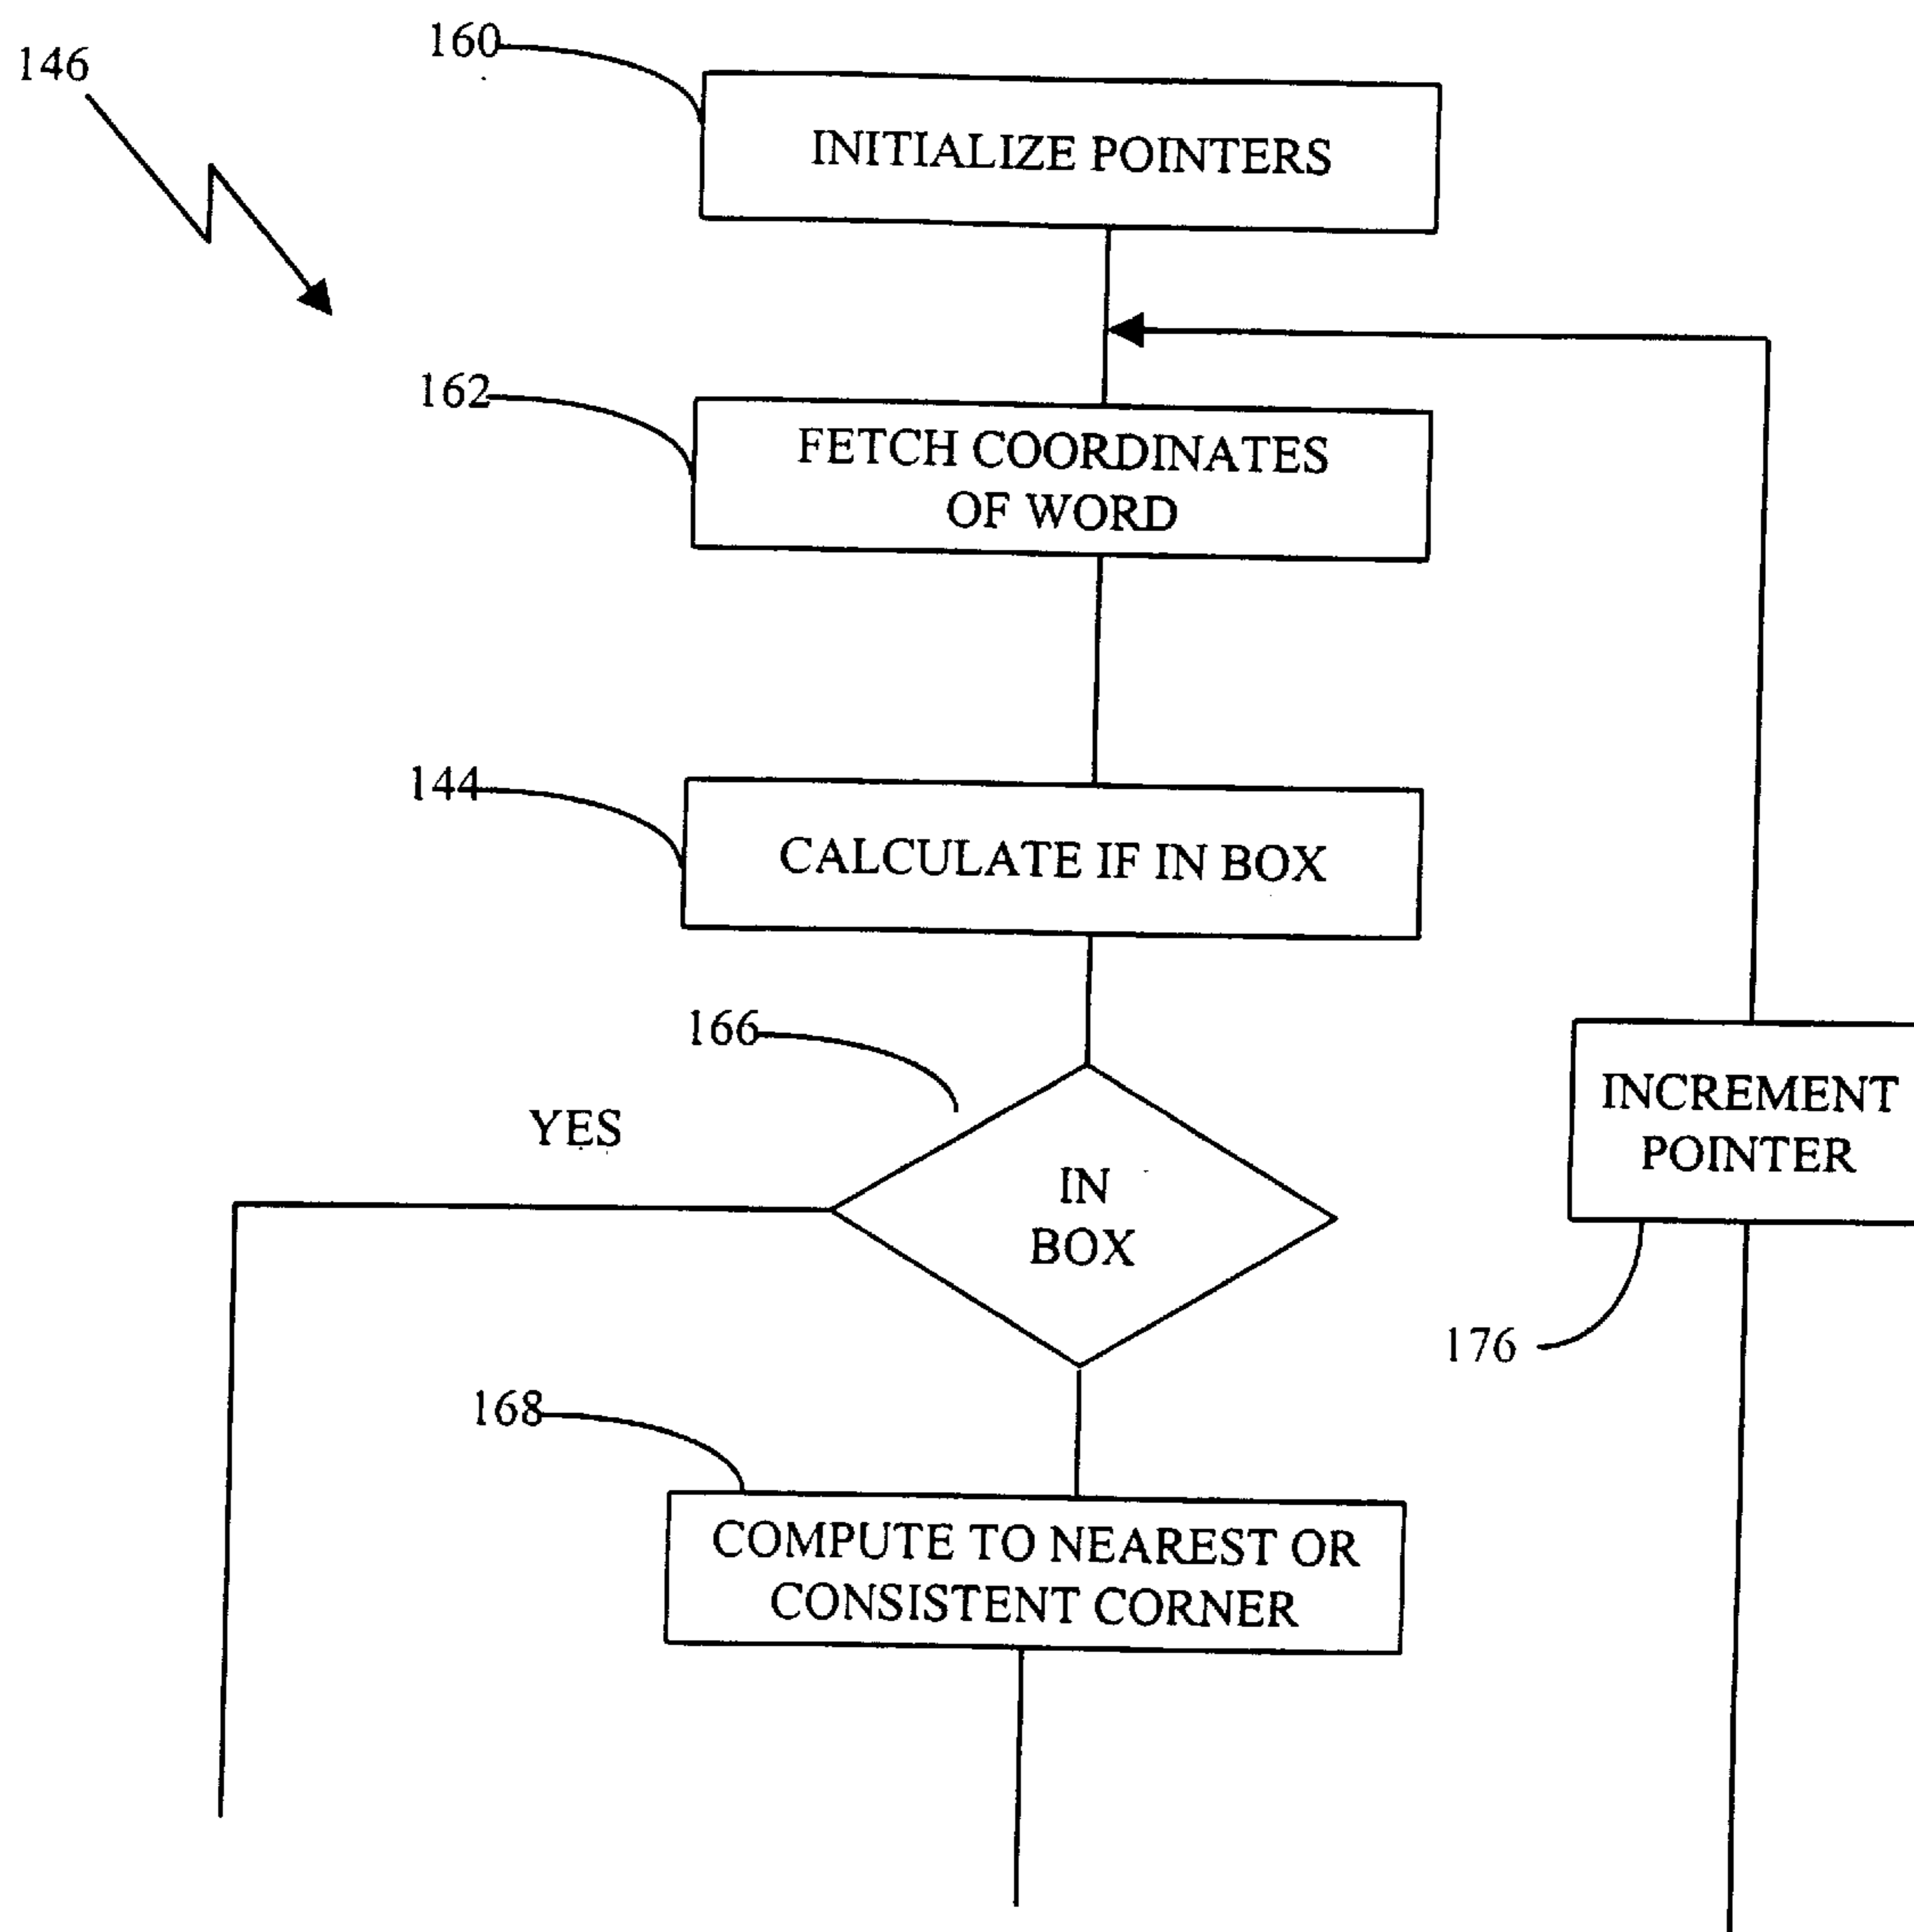 146
160
INITIALIZE POINTERS
162
FETCH COORDINATES
OF WORD
144
CALCULATE IF IN BOX
166
YES
IN
BOX
INCREMENT
POINTER
176
168
COMPUTE TO NEAREST OR
CONSISTENT CORNER